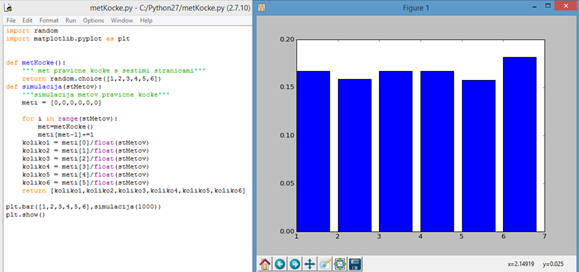 metKocke.py - C:/Python27/metKocke.py (2.7.10)
File Edit Format Run Options Window Help
import random
import matplotlib.pyplot as plt
def metKocke():
''' met pravicne kocke s sestimi stranicami'''
return random.choice([1,2,3,4,5,6])
def simulacija(stMetov):
'''simulacija metov pravicne kocke'''
meti = [0,0,0,0,0,0]
for i in range(stMetov):
met=metKocke()
meti[met-1]+=1
koliko1 = meti[0]/float(stMetov)
koliko2 = meti[1]/float(stMetov)
koliko3 = meti[2]/float(stMetov)
koliko4 = meti[3]/float(stMetov)
koliko5 = meti[4]/float(stMetov)
koliko6 = meti[5]/float(stMetov)
return [koliko1,koliko2,koliko3,koliko4,koliko5,koliko6]
plt.bar([1,2,3,4,5,6],simulacija(1000))
plt.show()
Figure 1
0.20
0.15
0.10
0.05
0.00
1 2 3 4 5 6 7
x=2.14919 y=0.025